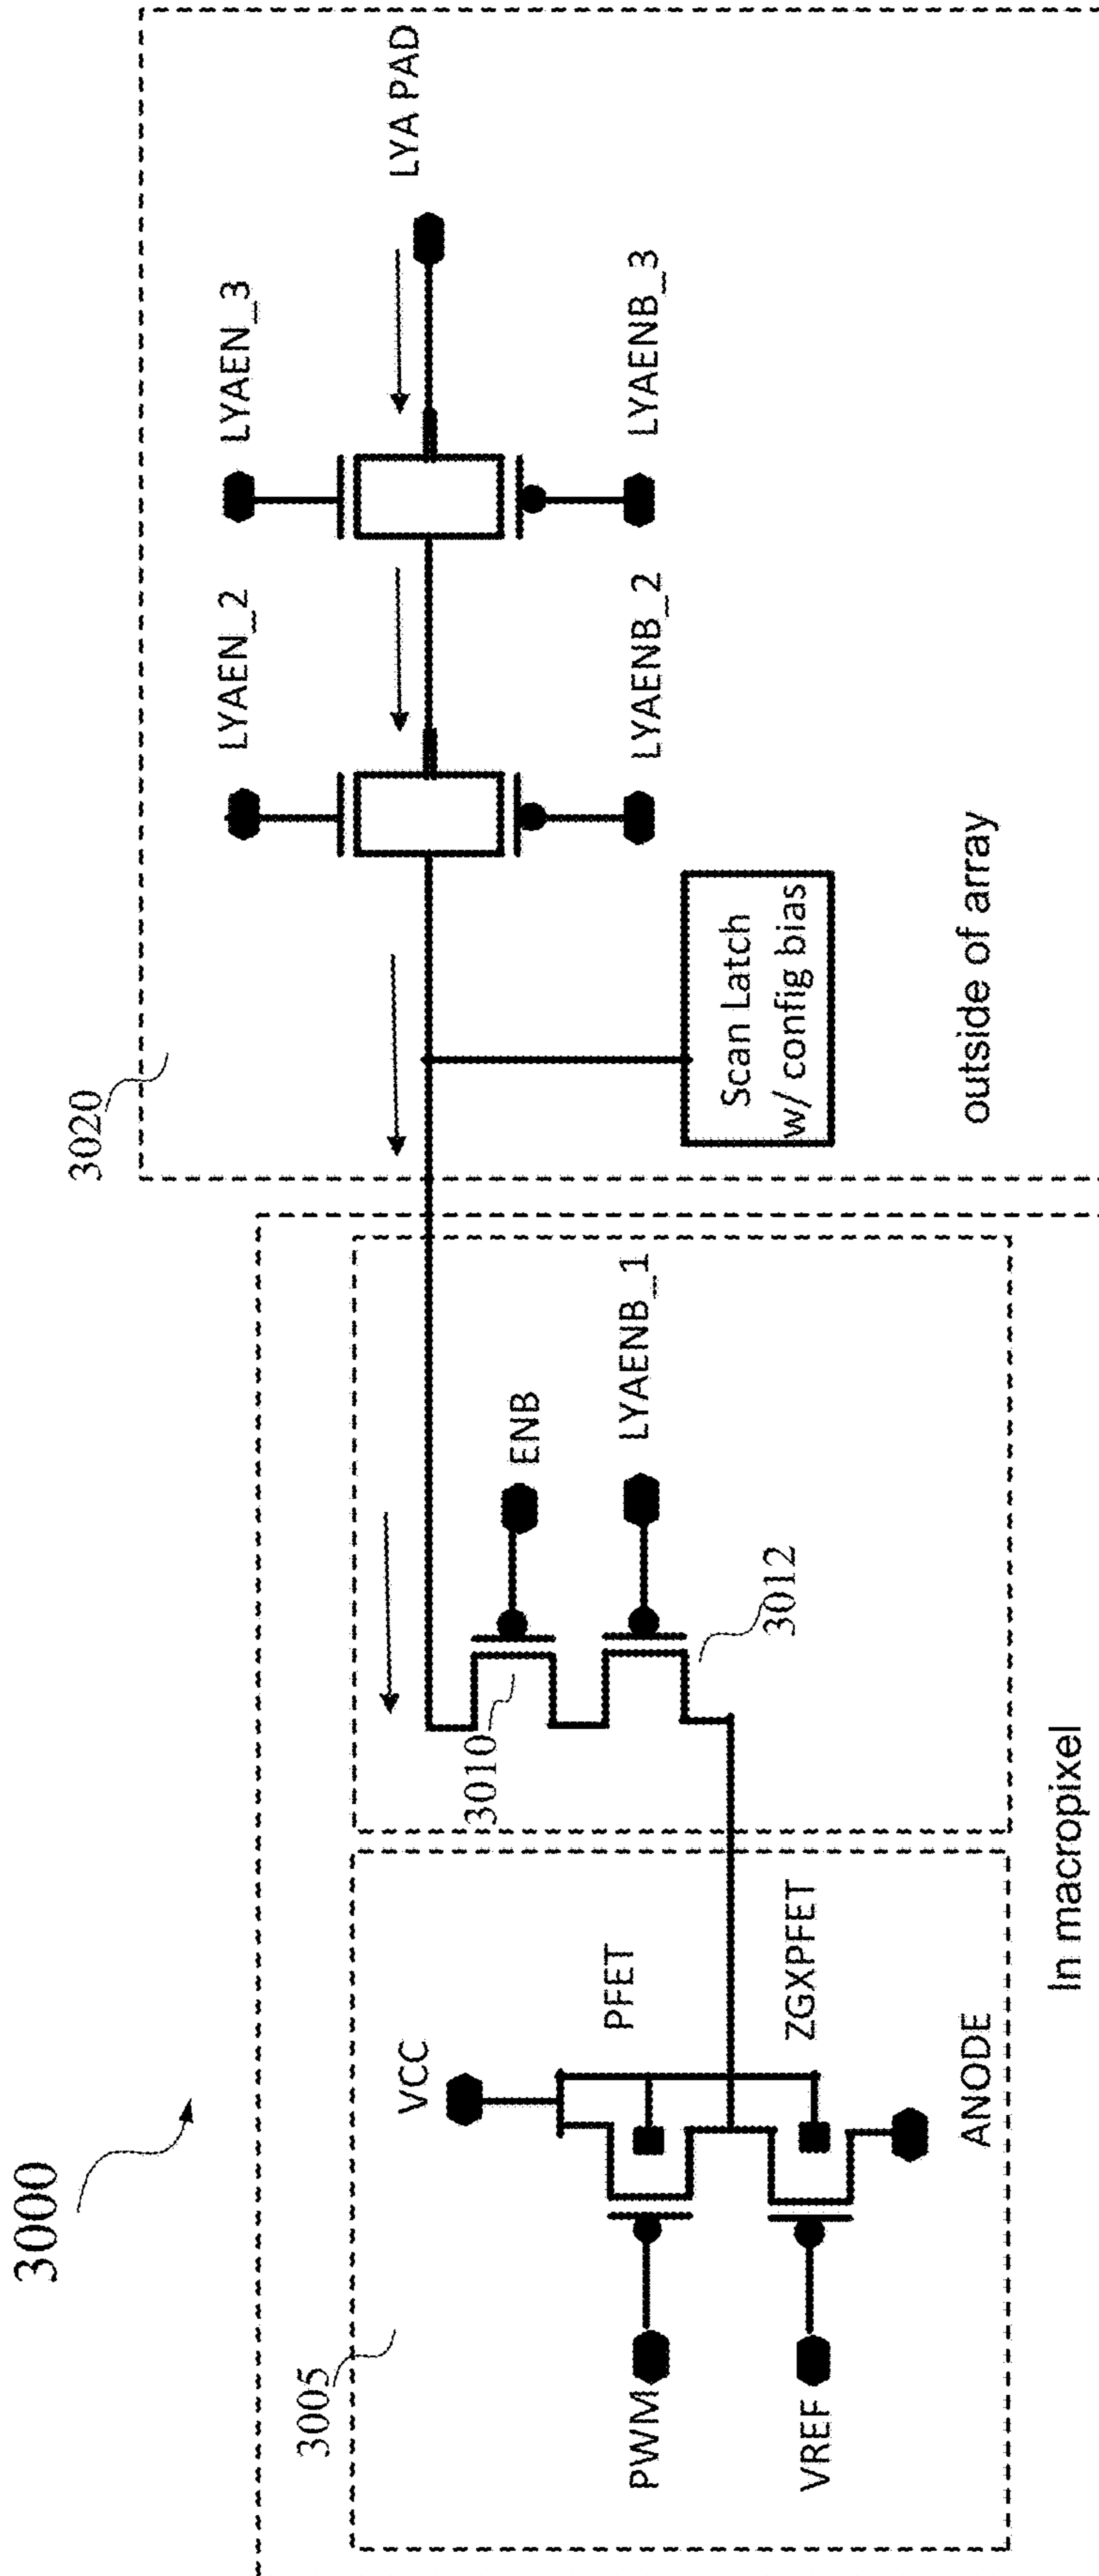 3000
3020
LYAEN_2
LYAEN_3
LYA PAD
3005
VCC
ENB
3010
LYAENB_1
3012
PWM
PFET
LYAENB_2
LYAENB_3
Scan Latch
w/ config bias
VREF
ZGXPFET
ANODE
outside of array
In macropixel